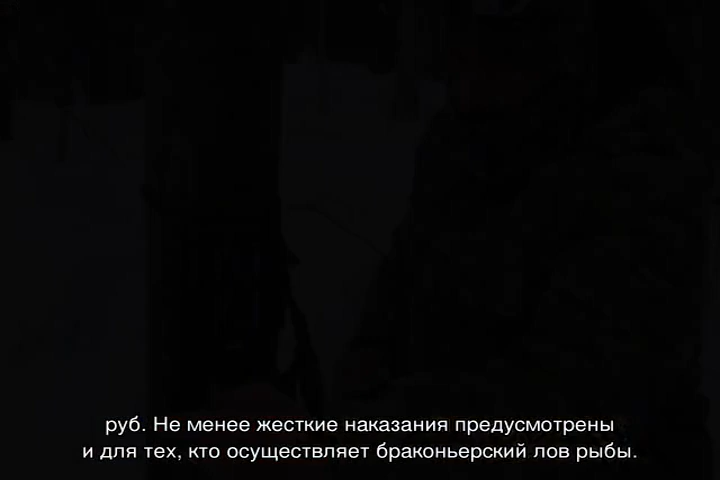 руб. Не менее жесткие наказания предусмотрены
и для тех, кто осуществляет браконьерский лов рыбы.